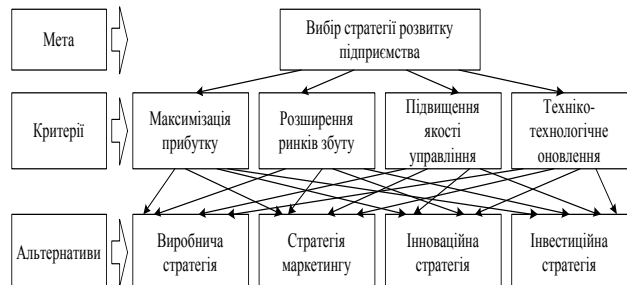 Мета
Вибір стратегії розвитку
підприємства
Критерії
Максимізація
прибутку
Розширення
ринків збуту
Підвищення
якості
управління
Техніко-
технологічне
оновлення
Альтернативи
Виробнича
стратегія
Стратегія
маркетингу
Інноваційна
стратегія
Інвестиційна
стратегія